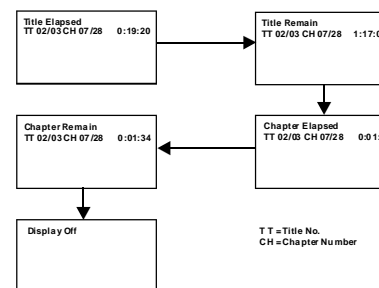 Title Elapsed
TT 02/03 CH 07/28 0:19:20
Title Remain
TT 02/03 CH 07/28 1:17:0
Chapter Elapsed
TT 02/03 CH 07/28 0:01:
Chapter Remain
TT 02/03 CH 07/28 0:01:34
Display Off
TT = Title No.
CH = Chapter Number